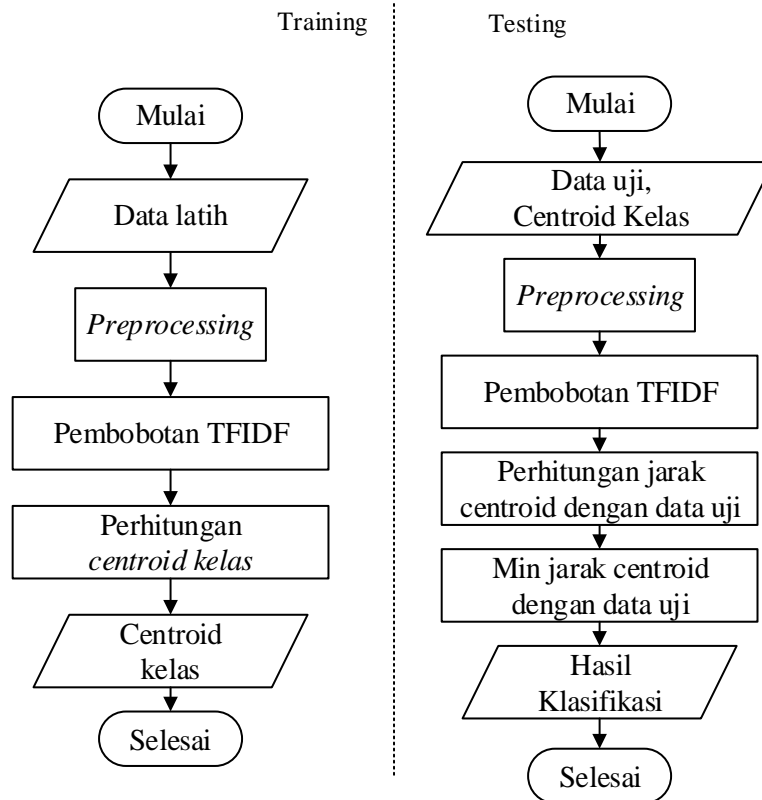 Training
Mulai
Data latih
Preprocessing
Pembobotan TFIDF
Perhitungan
centroid kelas
Centroid
kelas
Selesai
Testing
Mulai
Data uji,
Centroid Kelas
Preprocessing
Pembobotan TFIDF
Perhitungan jarak
centroid dengan data uji
Min jarak centroid
dengan data uji
Hasil
Klasifikasi
Selesai